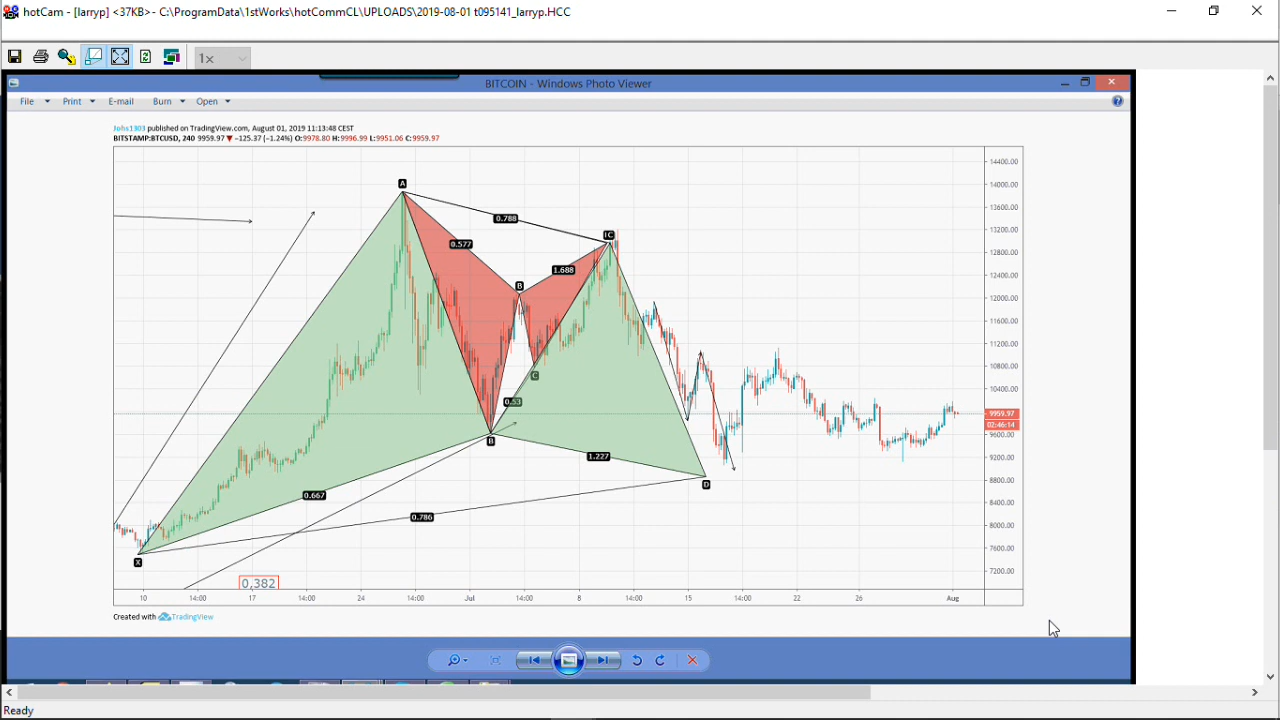 hotCam - [larryp] <37KB> - C:\ProgramData\1stWorks\hotCommCL\UPLOADS\2019-08-01 t095141_larryp.HCC
1x
BITCOIN - Windows Photo Viewer
File Print E-mail Burn Open
Johs1303 published on TradingView.com, August 01, 2019 11:13:48 CEST
BITSTAMP:BTCUSD, 240 9959.97 ▼ −125.37 (−1.24%) O:9978.80 H:9996.99 L:9951.06 C:9959.97
14400.00
A
14000.00
0.788
13600.00
IC
13200.00
0.577
12800.00
1.688
12400.00
B
12000.00
11600.00
11200.00
C
10800.00
0.53
10400.00
9959.97
02:46:14
B
9600.00
1.227
9200.00
D
8800.00
0.667
8400.00
0.786
8000.00
X
7600.00
0,382
7200.00
10 14:00 17 14:00 24 14:00 Jul 14:00 8 14:00 15 14:00 22 26 Aug
Created with TradingView
Ready